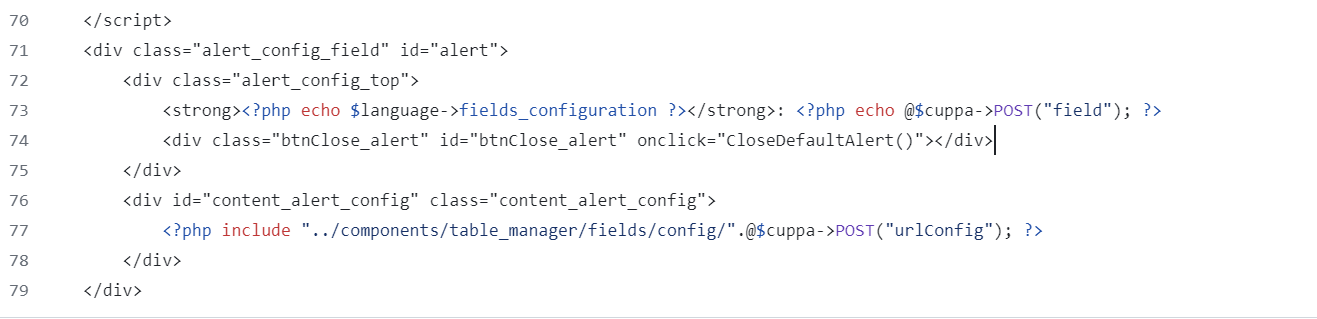 70 </script>
71 <div class="alert_config_field" id="alert">
72 <div class="alert_config_top">
73 <strong><?php echo $language->fields_configuration ?></strong>: <?php echo @$cuppa->POST("field"); ?>
74 <div class="btnClose_alert" id="btnClose_alert" onclick="CloseDefaultAlert()"></div>
75 </div>
76 <div id="content_alert_config" class="content_alert_config">
77 <?php include "../components/table_manager/fields/config/".@$cuppa->POST("urlConfig"); ?>
78 </div>
79 </div>